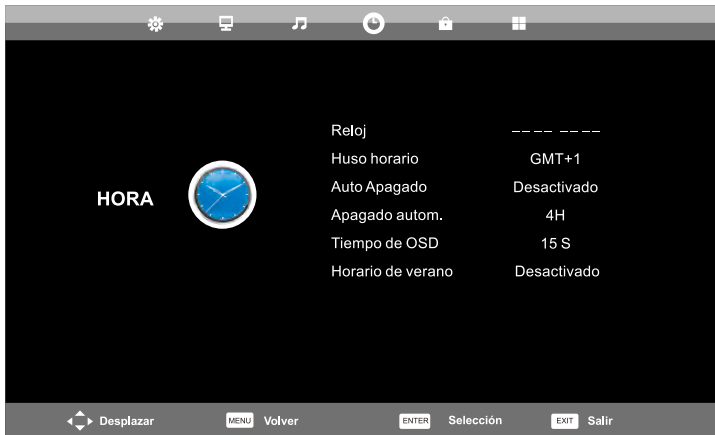 HORA
Reloj –––– ––––
Huso horario GMT+1
Auto Apagado Desactivado
Apagado autom. 4H
Tiempo de OSD 15 S
Horario de verano Desactivado
Desplazar MENU Volver ENTER Selección EXIT Salir